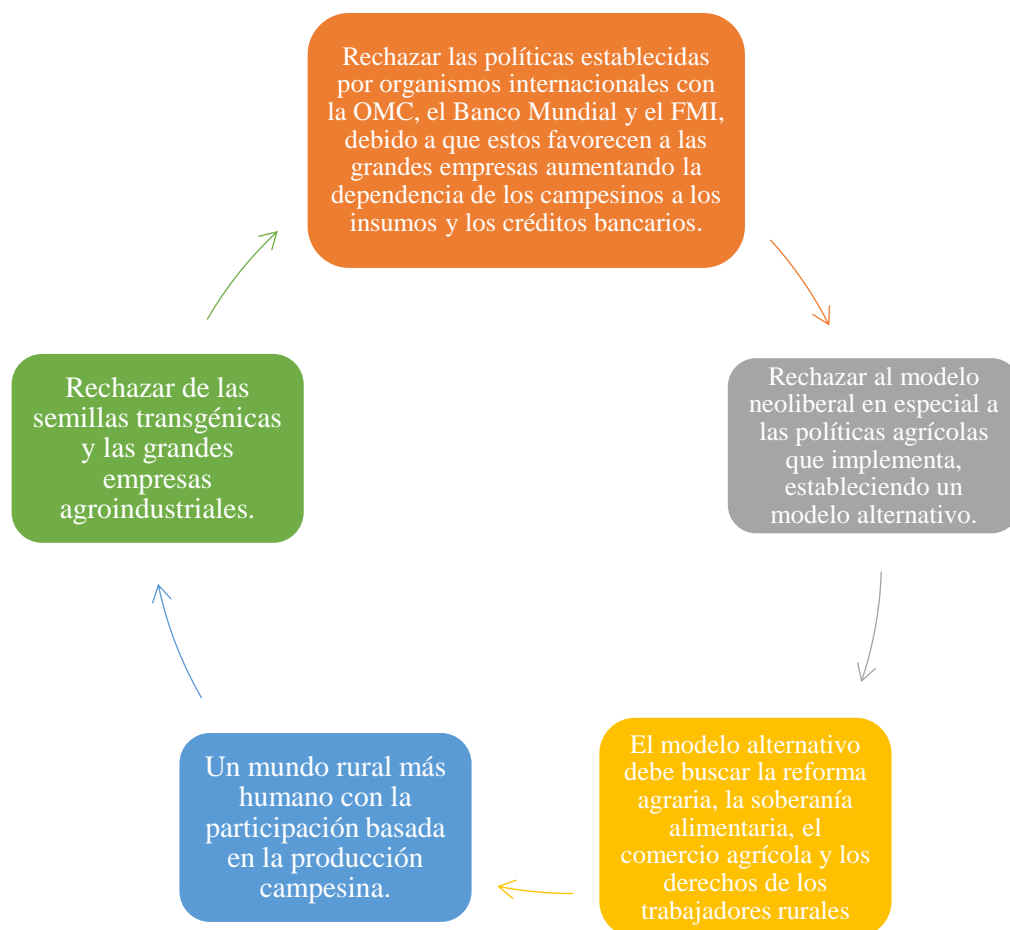 Rechazar las políticas establecidas
por organismos internacionales con
la OMC, el Banco Mundial y el FMI,
debido a que estos favorecen a las
grandes empresas aumentando la
dependencia de los campesinos a los
insumos y los créditos bancarios.
Rechazar al modelo
neoliberal en especial a
las políticas agrícolas
que implementa,
estableciendo un
modelo alternativo.
El modelo alternativo
debe buscar la reforma
agraria, la soberanía
alimentaria, el
comercio agrícola y los
derechos de los
trabajadores rurales
Un mundo rural más
humano con la
participación basada
en la producción
campesina.
Rechazar de las
semillas transgénicas
y las grandes
empresas
agroindustriales.